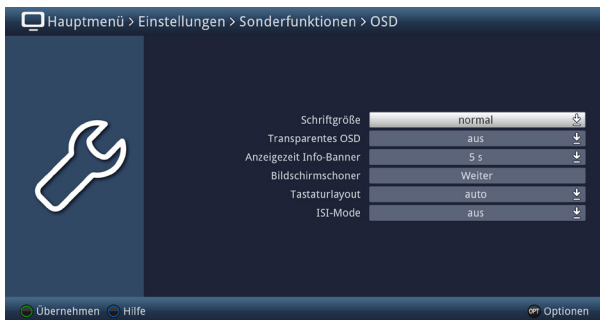 Hauptmenü > Einstellungen > Sonderfunktionen > OSD
Schriftgröße normal
Transparentes OSD aus
Anzeigezeit Info-Banner 5 s
Bildschirmschoner Weiter
Tastaturlayout auto
ISI-Mode aus
Übernehmen Hilfe OPT Optionen